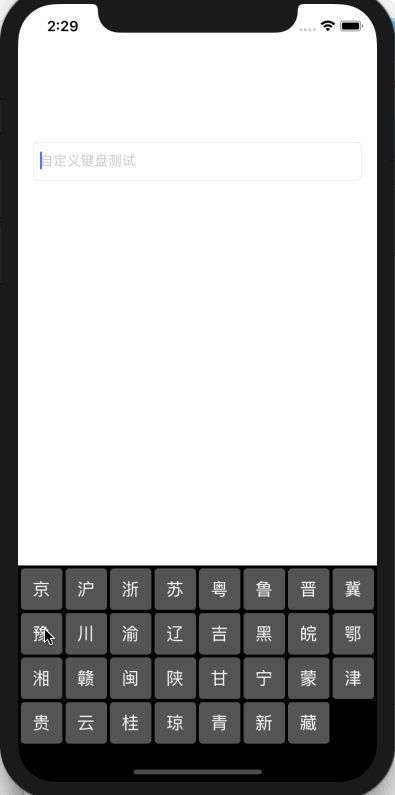 2:29
自定义键盘测试
京 沪 浙 苏 粤 鲁 晋 冀
豫 川 渝 辽 吉 黑 皖 鄂
湘 赣 闽 陕 甘 宁 蒙 津
贵 云 桂 琼 青 新 藏